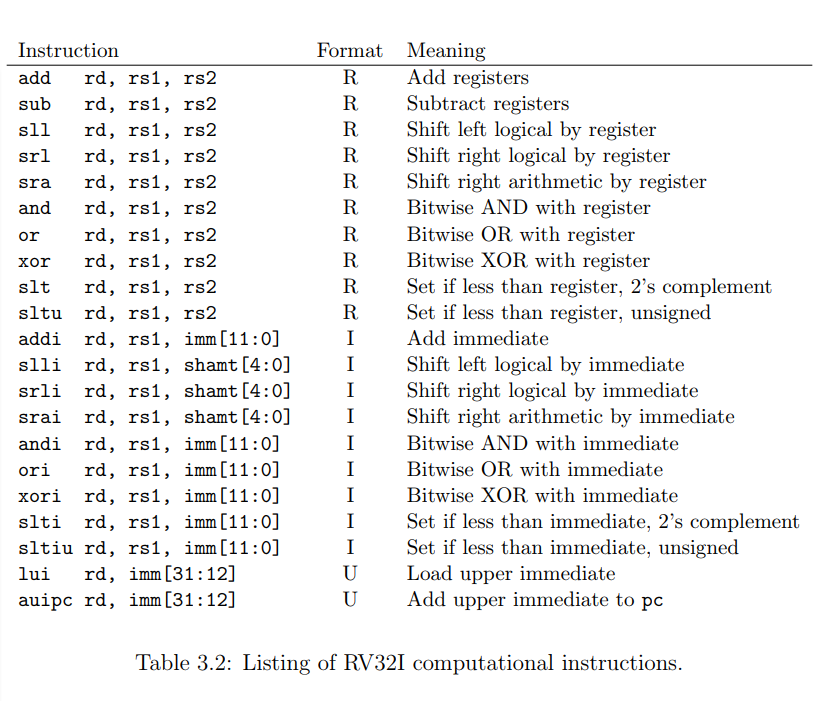 Instruction Format Meaning
add rd, rs1, rs2 R Add registers
sub rd, rs1, rs2 R Subtract registers
sll rd, rs1, rs2 R Shift left logical by register
srl rd, rs1, rs2 R Shift right logical by register
sra rd, rs1, rs2 R Shift right arithmetic by register
and rd, rs1, rs2 R Bitwise AND with register
or rd, rs1, rs2 R Bitwise OR with register
xor rd, rs1, rs2 R Bitwise XOR with register
slt rd, rs1, rs2 R Set if less than register, 2's complement
sltu rd, rs1, rs2 R Set if less than register, unsigned
addi rd, rs1, imm[11:0] I Add immediate
slli rd, rs1, shamt[4:0] I Shift left logical by immediate
srli rd, rs1, shamt[4:0] I Shift right logical by immediate
srai rd, rs1, shamt[4:0] I Shift right arithmetic by immediate
andi rd, rs1, imm[11:0] I Bitwise AND with immediate
ori rd, rs1, imm[11:0] I Bitwise OR with immediate
xori rd, rs1, imm[11:0] I Bitwise XOR with immediate
slti rd, rs1, imm[11:0] I Set if less than immediate, 2's complement
sltiu rd, rs1, imm[11:0] I Set if less than immediate, unsigned
lui rd, imm[31:12] U Load upper immediate
auipc rd, imm[31:12] U Add upper immediate to pc
Table 3.2: Listing of RV32I computational instructions.